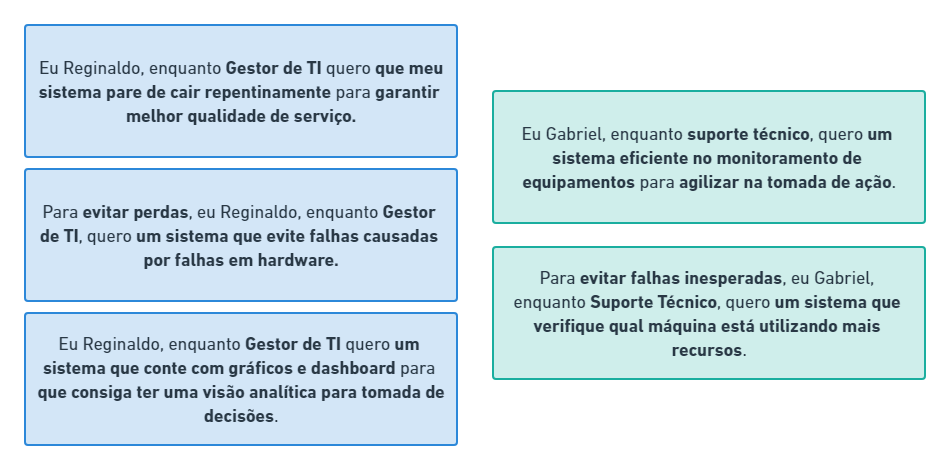 Eu Reginaldo, enquanto Gestor de TI quero que meu
sistema pare de cair repentinamente para garantir
melhor qualidade de serviço.
Para evitar perdas, eu Reginaldo, enquanto Gestor
de TI, quero um sistema que evite falhas causadas
por falhas em hardware.
Eu Reginaldo, enquanto Gestor de TI quero um
sistema que conte com gráficos e dashboard para
que consiga ter uma visão analítica para tomada de
decisões.
Eu Gabriel, enquanto suporte técnico, quero um
sistema eficiente no monitoramento de
equipamentos para agilizar na tomada de ação.
Para evitar falhas inesperadas, eu Gabriel,
enquanto Suporte Técnico, quero um sistema que
verifique qual máquina está utilizando mais
recursos.